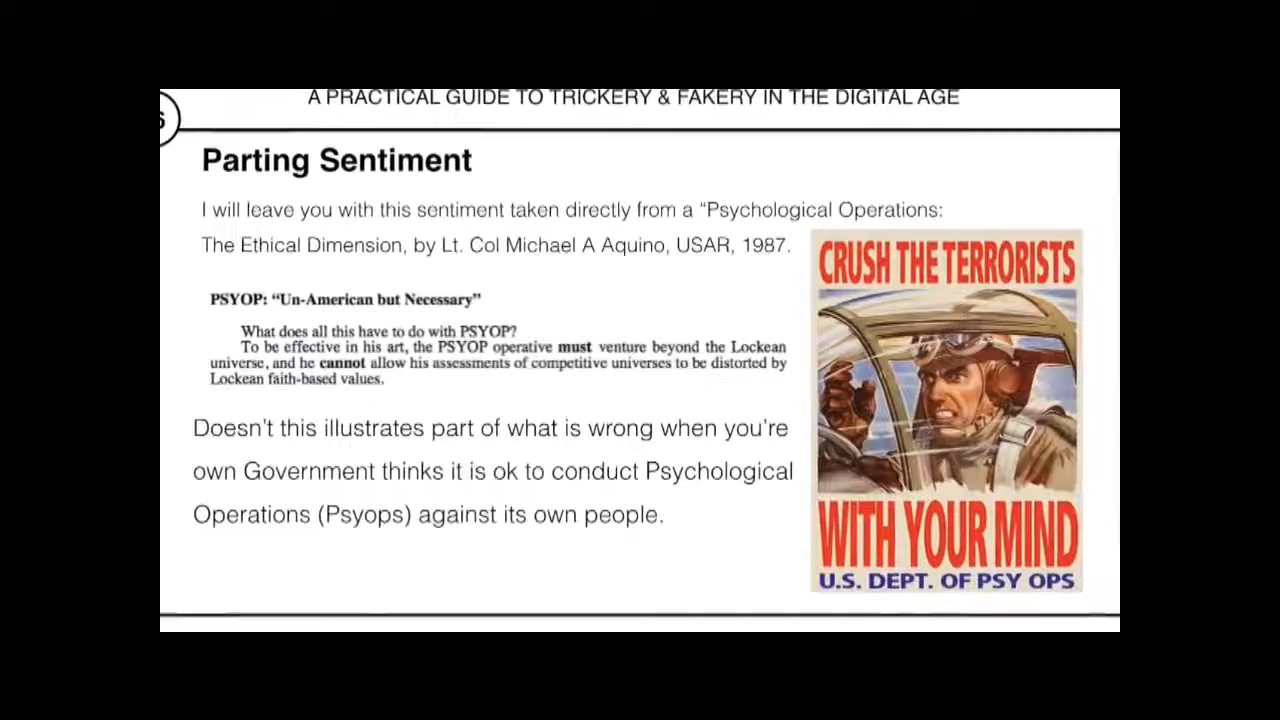 A PRACTICAL GUIDE TO TRICKERY & FAKERY IN THE DIGITAL AGE
6
Parting Sentiment
I will leave you with this sentiment taken directly from a “Psychological Operations:
The Ethical Dimension, by Lt. Col Michael A Aquino, USAR, 1987.
PSYOP: “Un-American but Necessary”
What does all this have to do with PSYOP?
To be effective in his art, the PSYOP operative must venture beyond the Lockean
universe, and he cannot allow his assessments of competitive universes to be distorted by
Lockean faith-based values.
Doesn’t this illustrates part of what is wrong when you’re
own Government thinks it is ok to conduct Psychological
Operations (Psyops) against its own people.
CRUSH THE TERRORISTS
WITH YOUR MIND
U.S. DEPT. OF PSY OPS